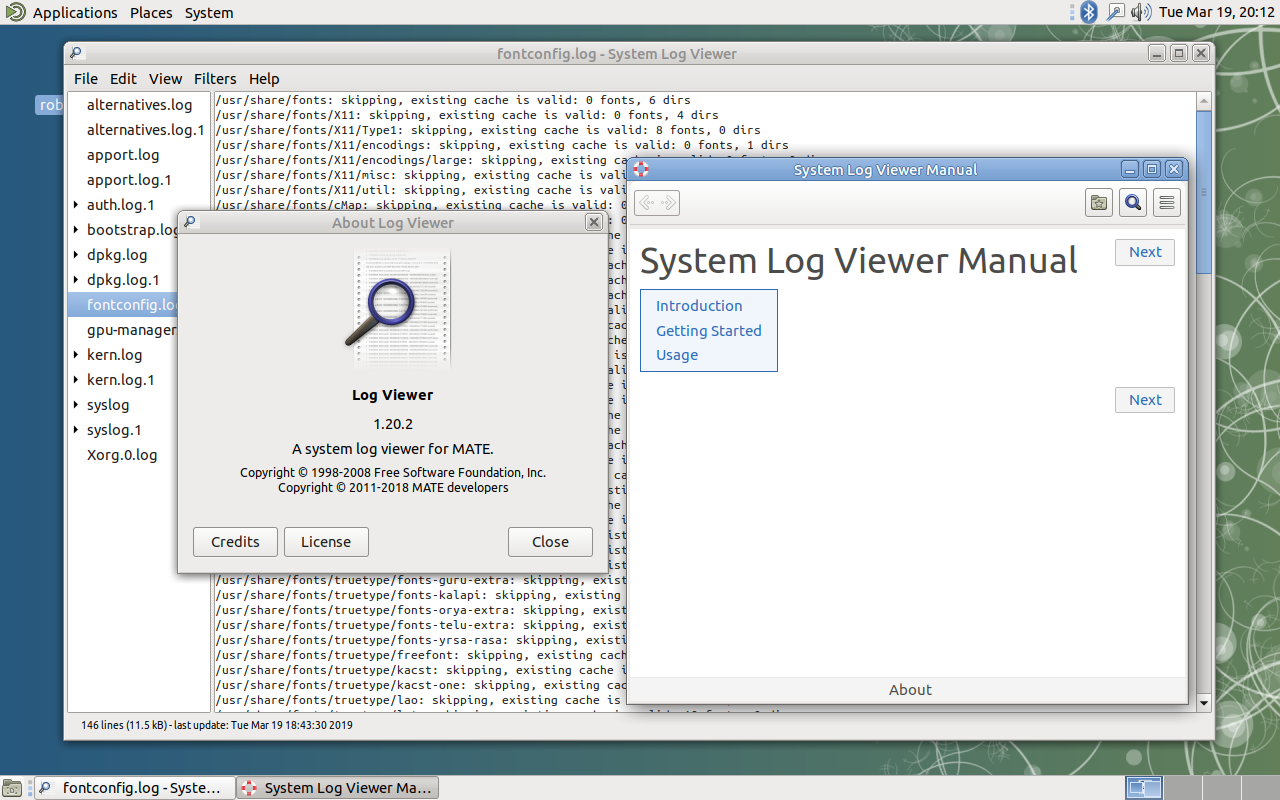 Applications Places System
Tue Mar 19, 20:12
fontconfig.log - System Log Viewer
File Edit View Filters Help
rob
alternatives.log
alternatives.log.1
apport.log
apport.log.1
auth.log.1
bootstrap.log
dpkg.log
dpkg.log.1
fontconfig.log
gpu-manager
kern.log
kern.log.1
syslog
syslog.1
Xorg.0.log
/usr/share/fonts: skipping, existing cache is valid: 0 fonts, 6 dirs
/usr/share/fonts/X11: skipping, existing cache is valid: 0 fonts, 4 dirs
/usr/share/fonts/X11/Type1: skipping, existing cache is valid: 8 fonts, 0 dirs
/usr/share/fonts/X11/encodings: skipping, existing cache is valid: 0 fonts, 1 dirs
/usr/share/fonts/X11/encodings/large: skipping, existing
/usr/share/fonts/X11/misc: skipping, existing cache is vali
/usr/share/fonts/X11/util: skipping, existing cache is vali
/usr/share/fonts/cMap: skipping, existing cache is valid: 0
/usr/share/fonts/truetype/fonts-guru-extra: skipping, exist
/usr/share/fonts/truetype/fonts-kalapi: skipping, existing
/usr/share/fonts/truetype/fonts-orya-extra: skipping, exist
/usr/share/fonts/truetype/fonts-telu-extra: skipping, exist
/usr/share/fonts/truetype/fonts-yrsa-rasa: skipping, existi
/usr/share/fonts/truetype/freefont: skipping, existing cach
/usr/share/fonts/truetype/kacst: skipping, existing cache i
/usr/share/fonts/truetype/kacst-one: skipping, existing cac
/usr/share/fonts/truetype/lao: skipping, existing cache is
146 lines (11.5 kB) - last update: Tue Mar 19 18:43:30 2019
About Log Viewer
Log Viewer
1.20.2
A system log viewer for MATE.
Copyright © 1998-2008 Free Software Foundation, Inc.
Copyright © 2011-2018 MATE developers
Credits License Close
System Log Viewer Manual
System Log Viewer Manual
Next
Introduction
Getting Started
Usage
Next
About
fontconfig.log - Syste…
System Log Viewer Ma…